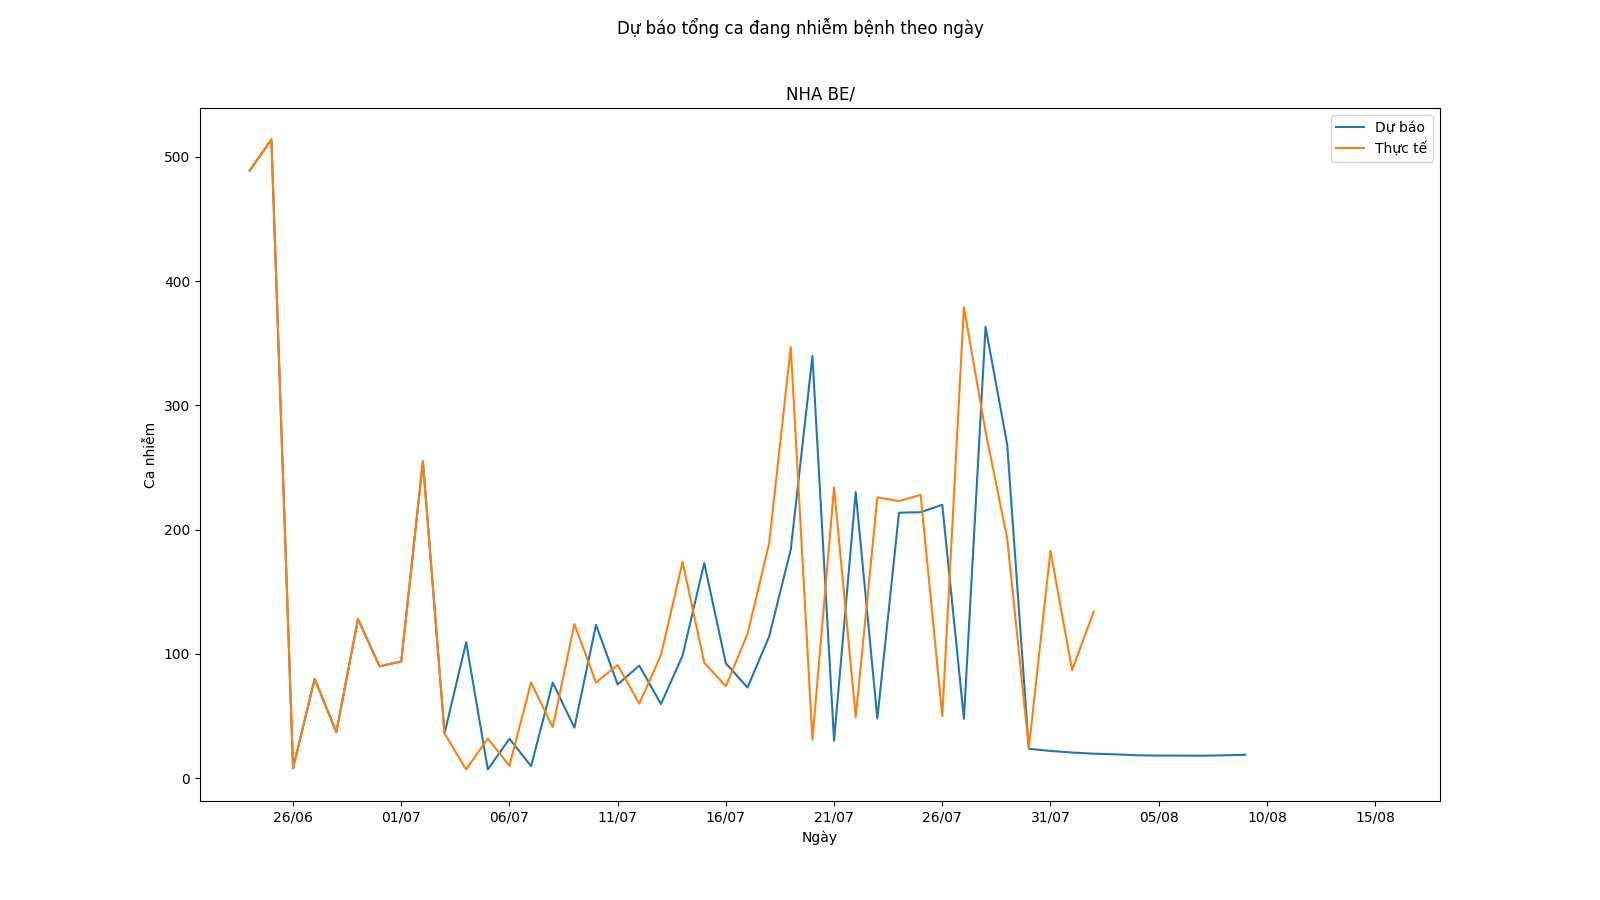 Dự báo tổng ca đang nhiễm bệnh theo ngày
NHA BE/
Dự báo
Thực tế
500
400
300
200
100
0
Ca nhiễm
26/06 01/07 06/07 11/07 16/07 21/07 26/07 31/07 05/08 10/08 15/08
Ngày